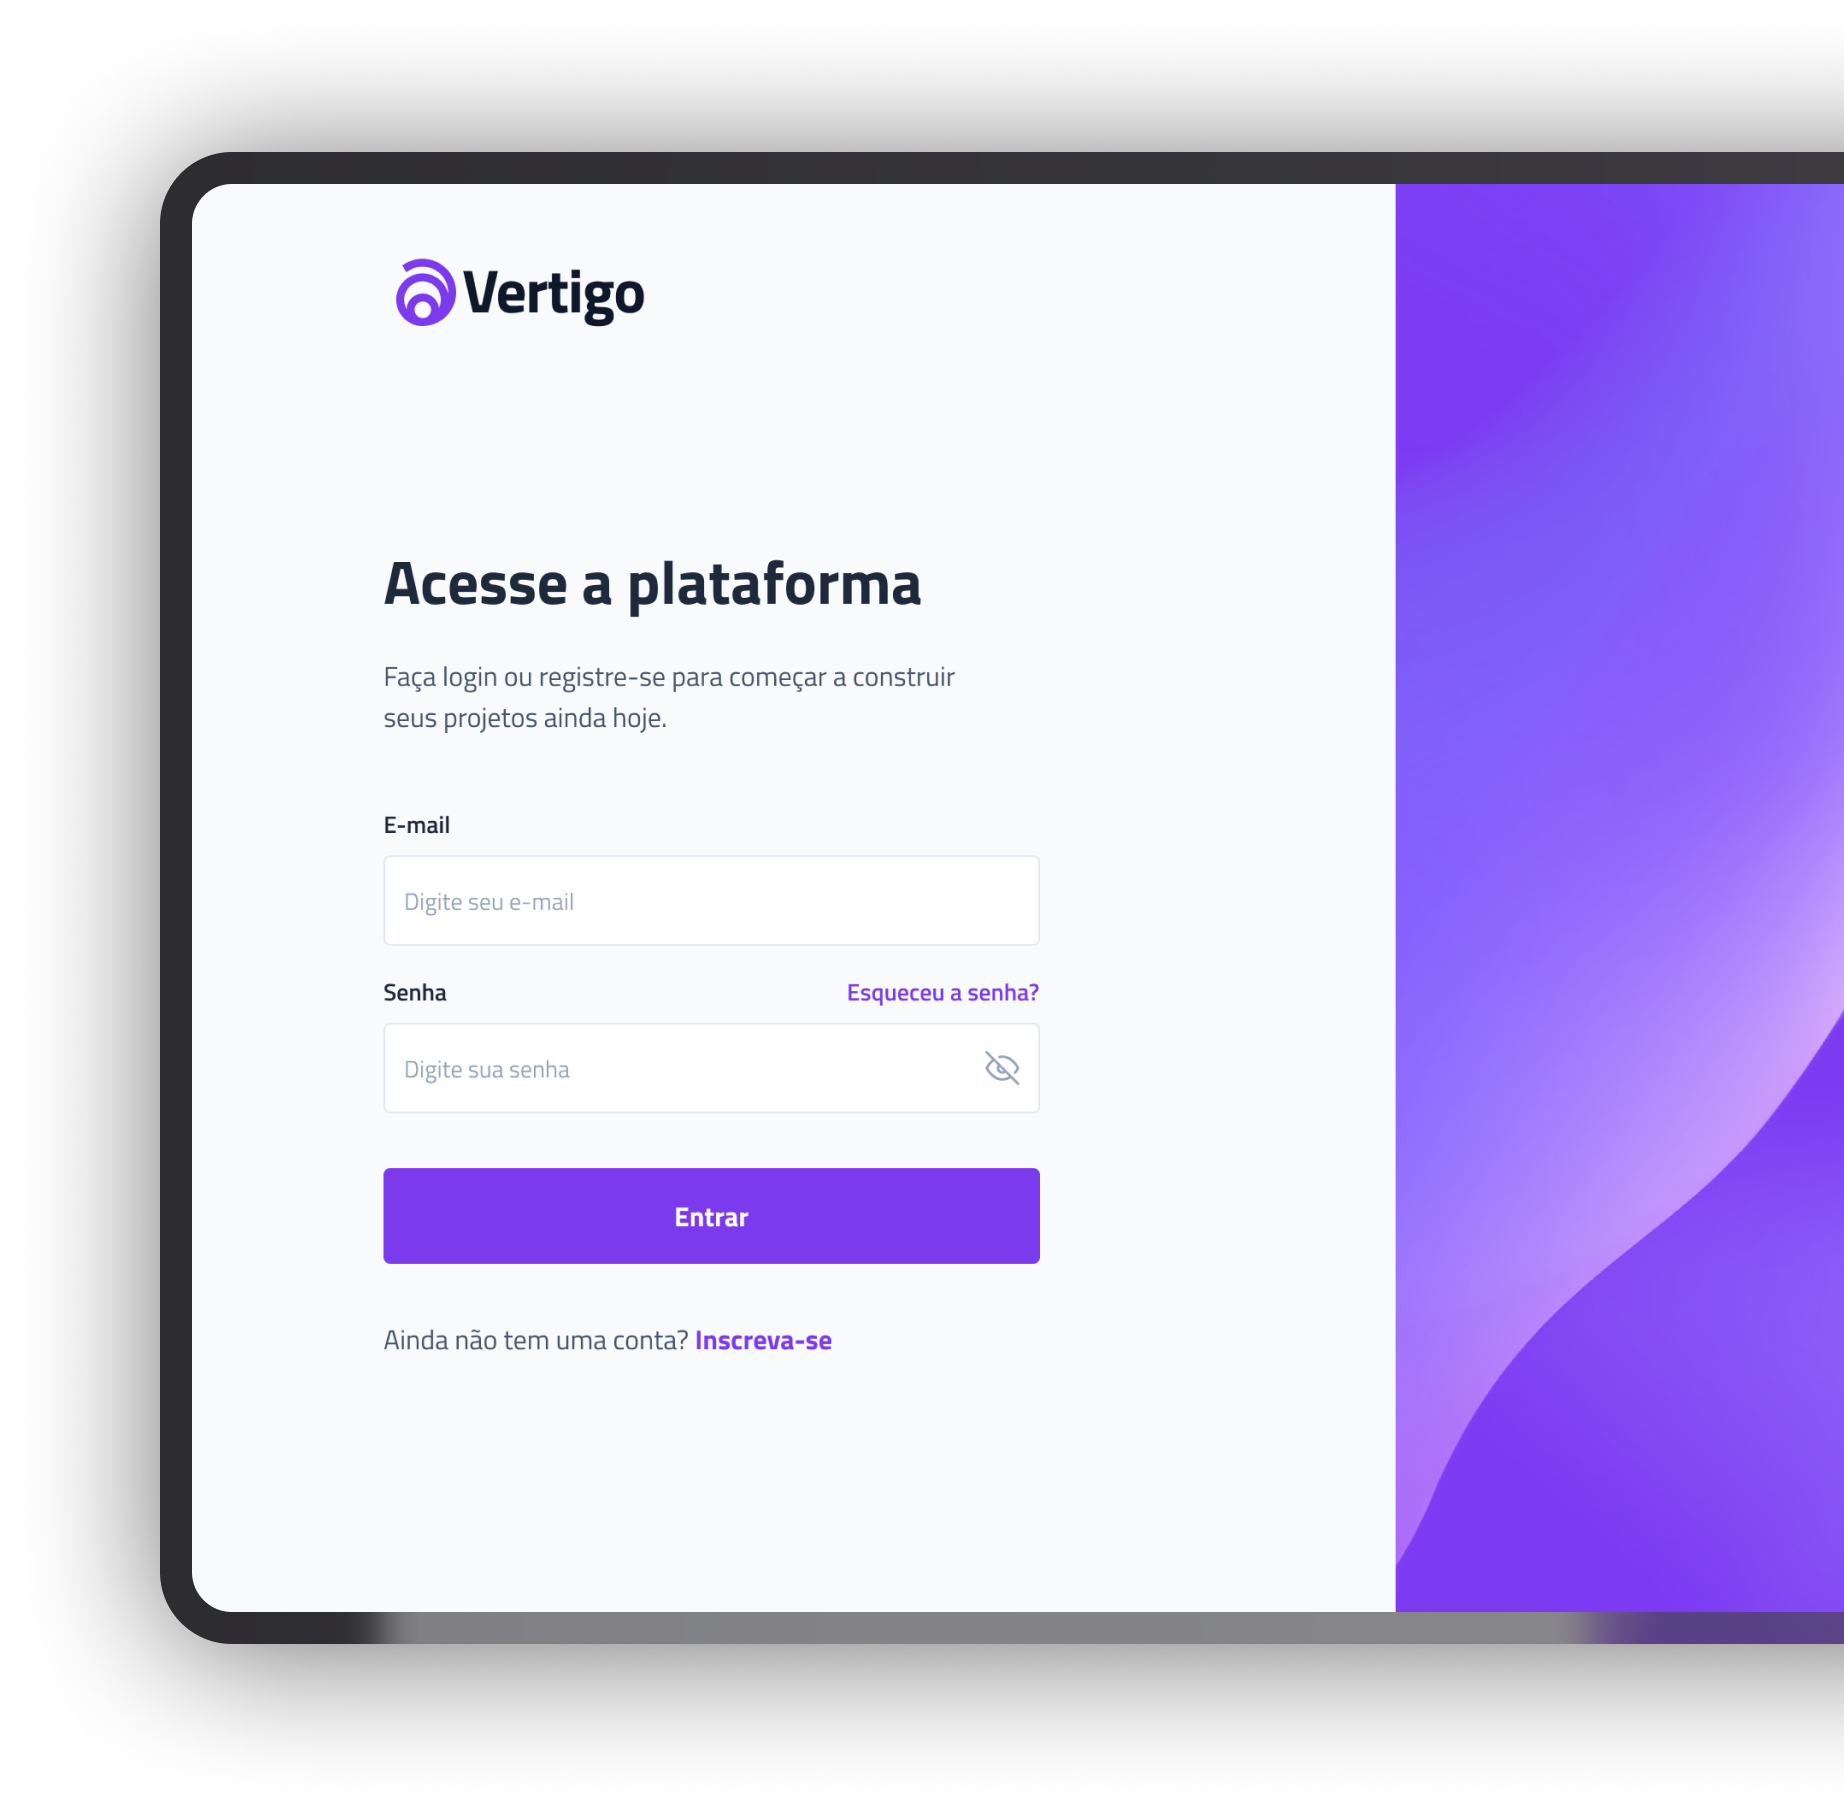 Vertigo
Acesse a plataforma
Faça login ou registre-se para começar a construir
seus projetos ainda hoje.
E-mail
Digite seu e-mail
Senha Esqueceu a senha?
Digite sua senha
Entrar
Ainda não tem uma conta? Inscreva-se